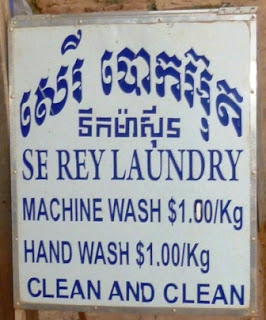 សេរី បោកអ៊ុត
ទឹកម៉ាស៊ីន
SE REY LAUNDRY
MACHINE WASH $1.00/Kg
HAND WASH $1.00/Kg
CLEAN AND CLEAN